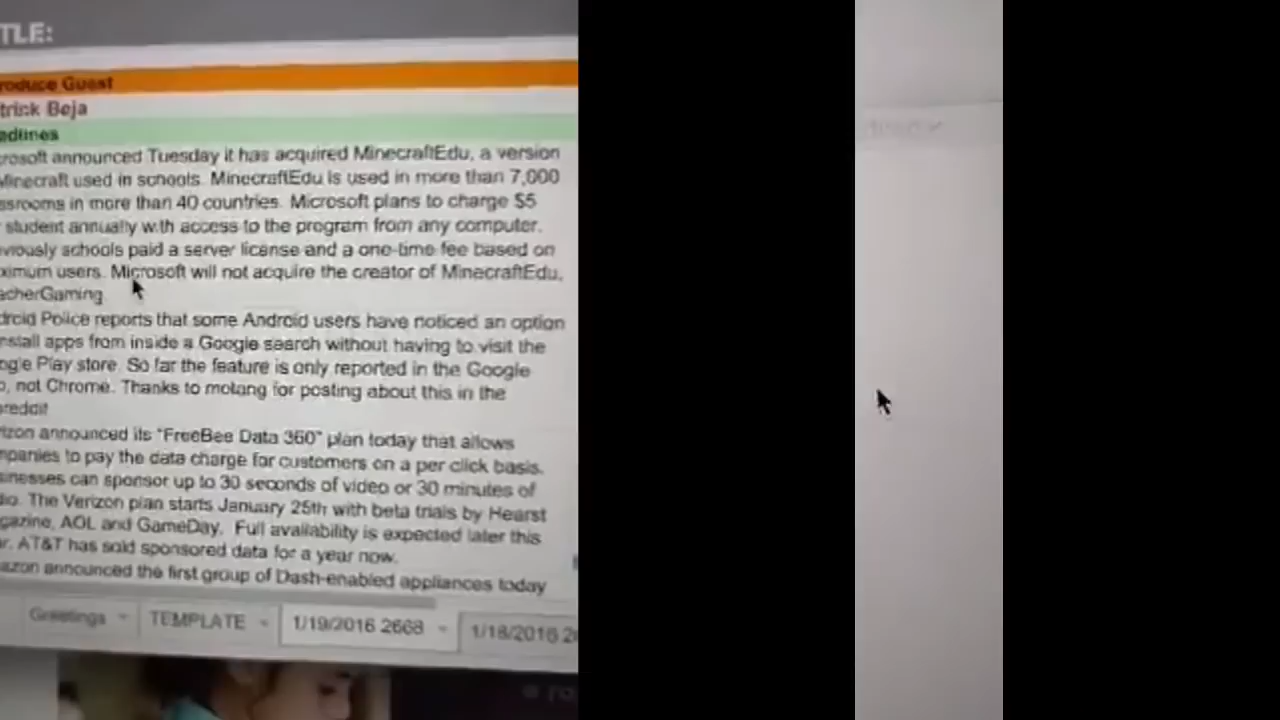 TLE:
roduce Guest
trick Beja
adlines
rosoft announced Tuesday it has acquired MinecraftEdu, a version
Minecraft used in schools. MinecraftEdu is used in more than 7,000
ssrooms in more than 40 countries. Microsoft plans to charge $5
student annually with access to the program from any computer.
viously schools paid a server license and a one-time fee based on
ximum users. Microsoft will not acquire the creator of MinecraftEdu,
acherGaming
droid Police reports that some Android users have noticed an option
nstall apps from inside a Google search without having to visit the
ogle Play store. So far the feature is only reported in the Google
p, not Chrome. Thanks to motang for posting about this in the
oreddit
rizon announced its "FreeBee Data 360" plan today that allows
mpanies to pay the data charge for customers on a per click basis.
sinesses can sponsor up to 30 seconds of video or 30 minutes of
dio. The Verizon plan starts January 25th with beta trials by Hearst
gazine, AOL and GameDay. Full availability is expected later this
ar. AT&T has sold sponsored data for a year now.
azon announced the first group of Dash-enabled appliances today
Greetings TEMPLATE 1/19/2016 2668 1/18/2016 26